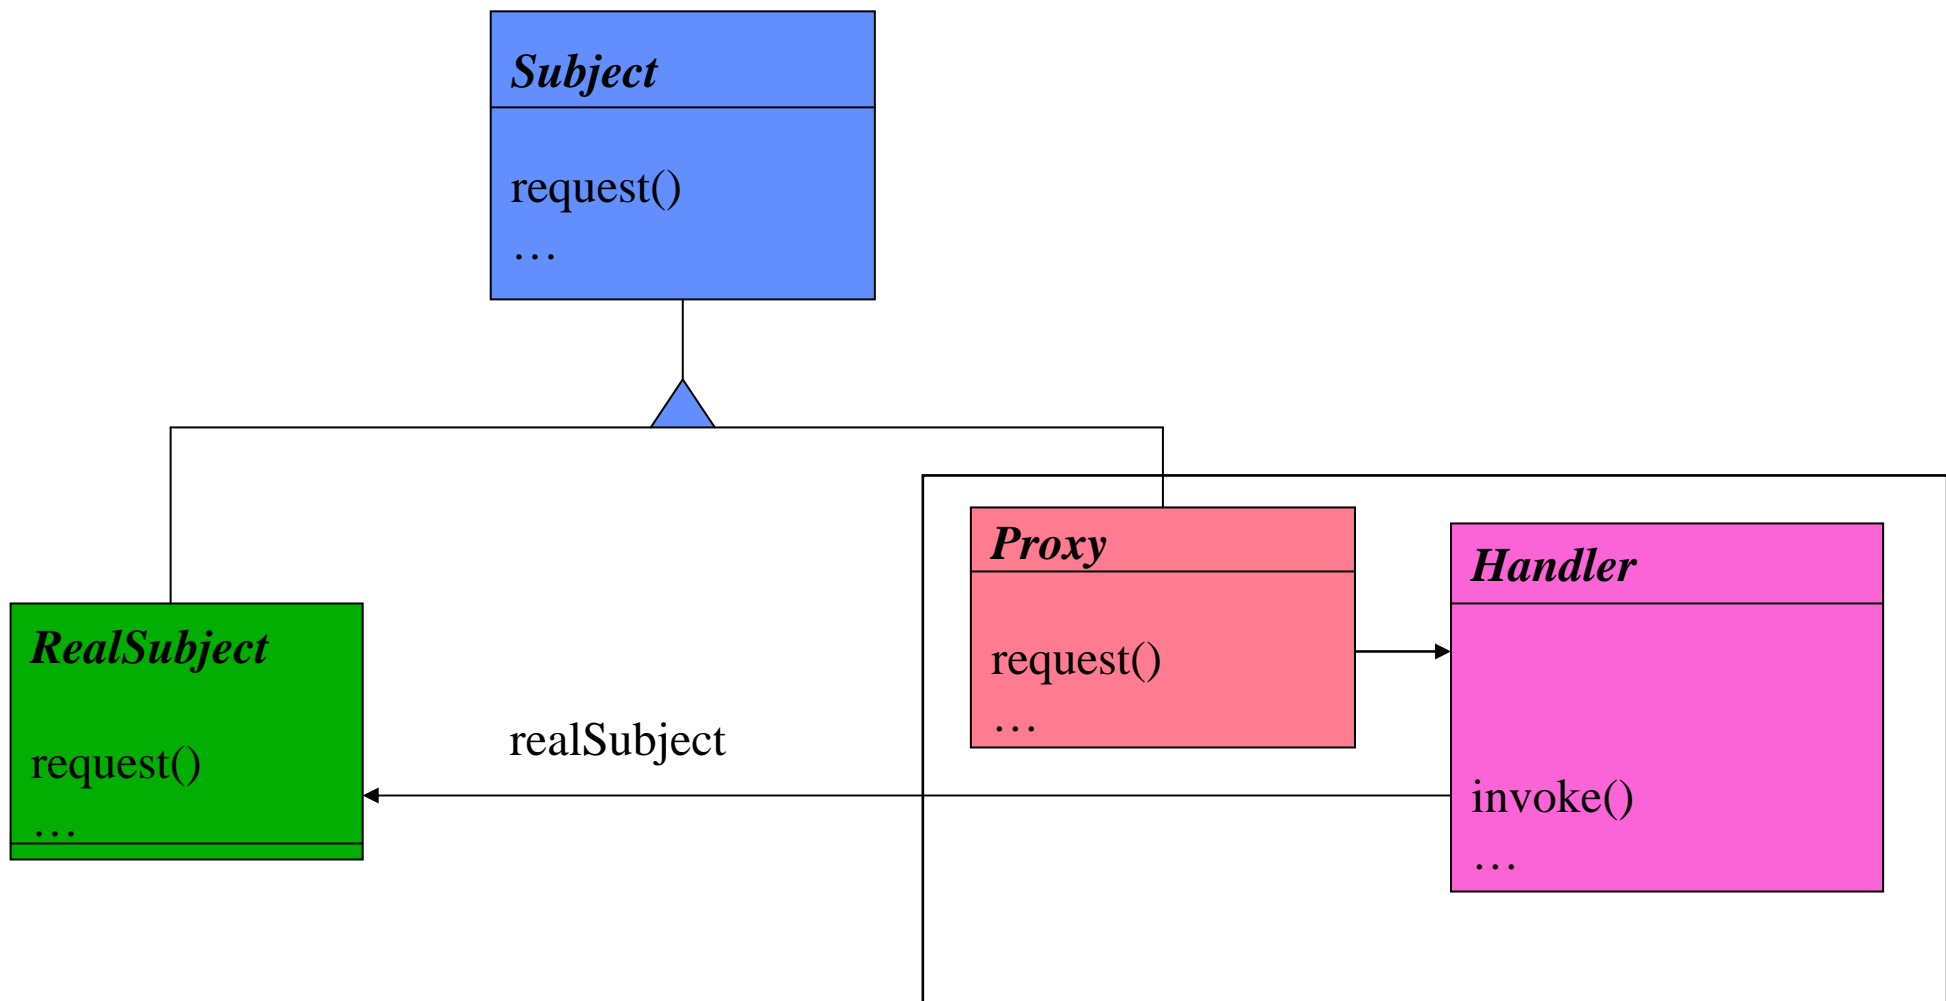 Subject
request()
…
Proxy
request()
…
Handler
invoke()
…
RealSubject
request()
…
realSubject